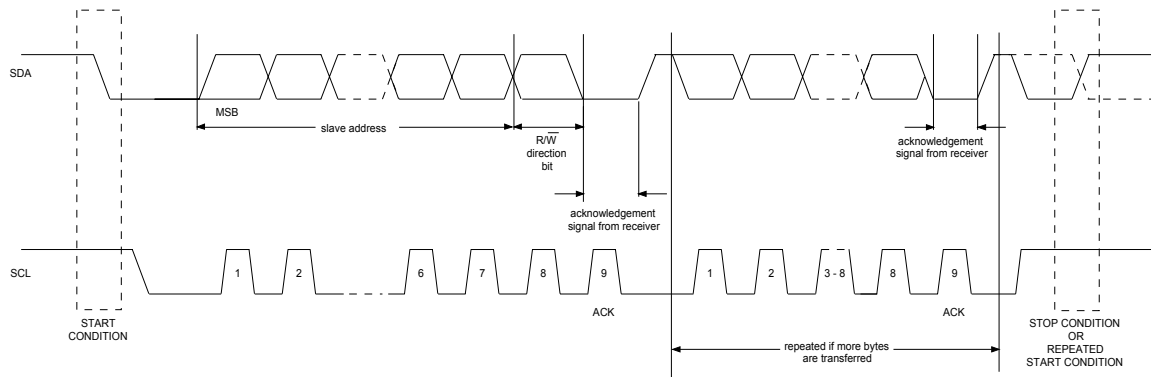 SDA
MSB
slave address
R/W̅
direction
bit
acknowledgement
signal from receiver
acknowledgement
signal from receiver
SCL
1
2
6
7
8
9
1
2
3 - 8
8
9
ACK
ACK
START
CONDITION
repeated if more bytes
are transferred
STOP CONDITION
OR
REPEATED
START CONDITION